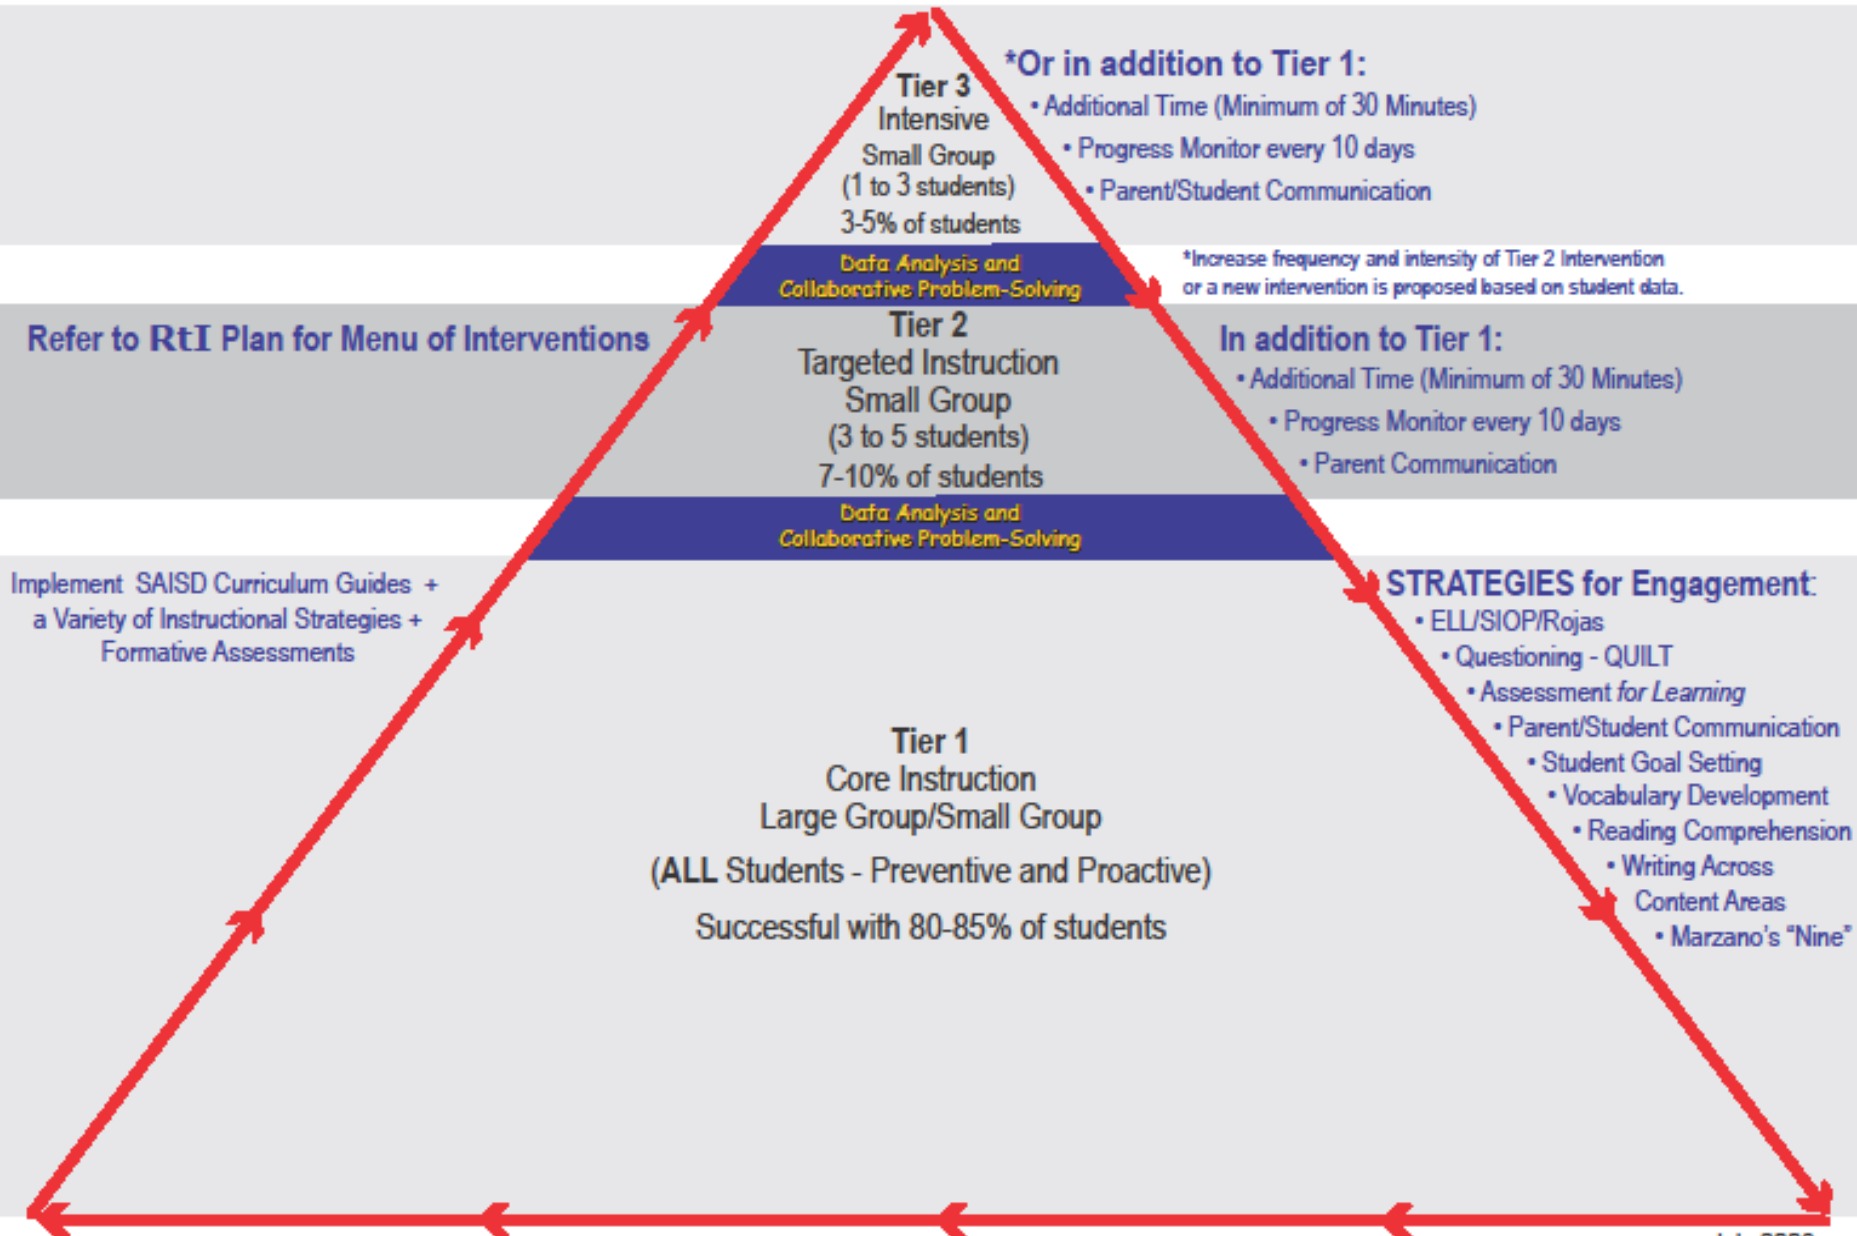 Tier 3
Intensive
Small Group
(1 to 3 students)
3-5% of students
*Or in addition to Tier 1:
• Additional Time (Minimum of 30 Minutes)
• Progress Monitor every 10 days
• Parent/Student Communication
Data Analysis and
Collaborative Problem-Solving
*Increase frequency and intensity of Tier 2 Intervention
or a new intervention is proposed based on student data.
Refer to RtI Plan for Menu of Interventions
Tier 2
Targeted Instruction
Small Group
(3 to 5 students)
7-10% of students
In addition to Tier 1:
• Additional Time (Minimum of 30 Minutes)
• Progress Monitor every 10 days
• Parent Communication
Data Analysis and
Collaborative Problem-Solving
Implement SAISD Curriculum Guides +
a Variety of Instructional Strategies +
Formative Assessments
Tier 1
Core Instruction
Large Group/Small Group
(ALL Students - Preventive and Proactive)
Successful with 80-85% of students
STRATEGIES for Engagement:
• ELL/SIOP/Rojas
• Questioning - QUILT
• Assessment for Learning
• Parent/Student Communication
• Student Goal Setting
• Vocabulary Development
• Reading Comprehension
• Writing Across
Content Areas
• Marzano's "Nine"